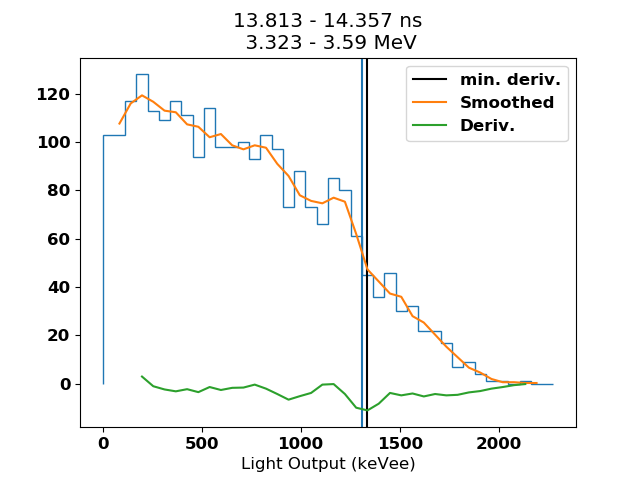 13.813 - 14.357 ns
3.323 - 3.59 MeV
min. deriv.
Smoothed
Deriv.
120
100
80
60
40
20
0
0 500 1000 1500 2000
Light Output (keVee)